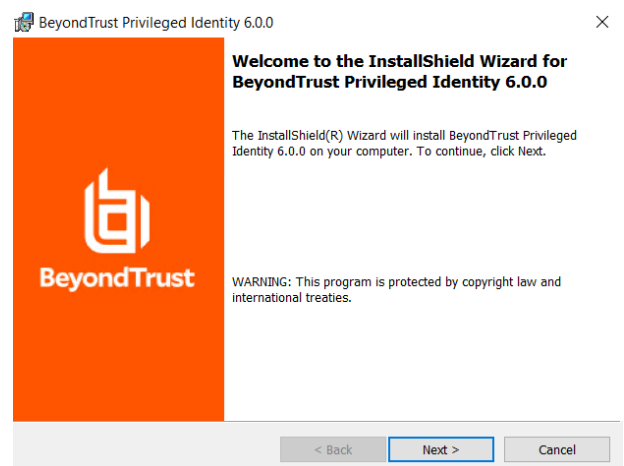 BeyondTrust Privileged Identity 6.0.0
Welcome to the InstallShield Wizard for
BeyondTrust Privileged Identity 6.0.0
The InstallShield(R) Wizard will install BeyondTrust Privileged
Identity 6.0.0 on your computer. To continue, click Next.
BeyondTrust
WARNING: This program is protected by copyright law and
international treaties.
< Back
Next >
Cancel